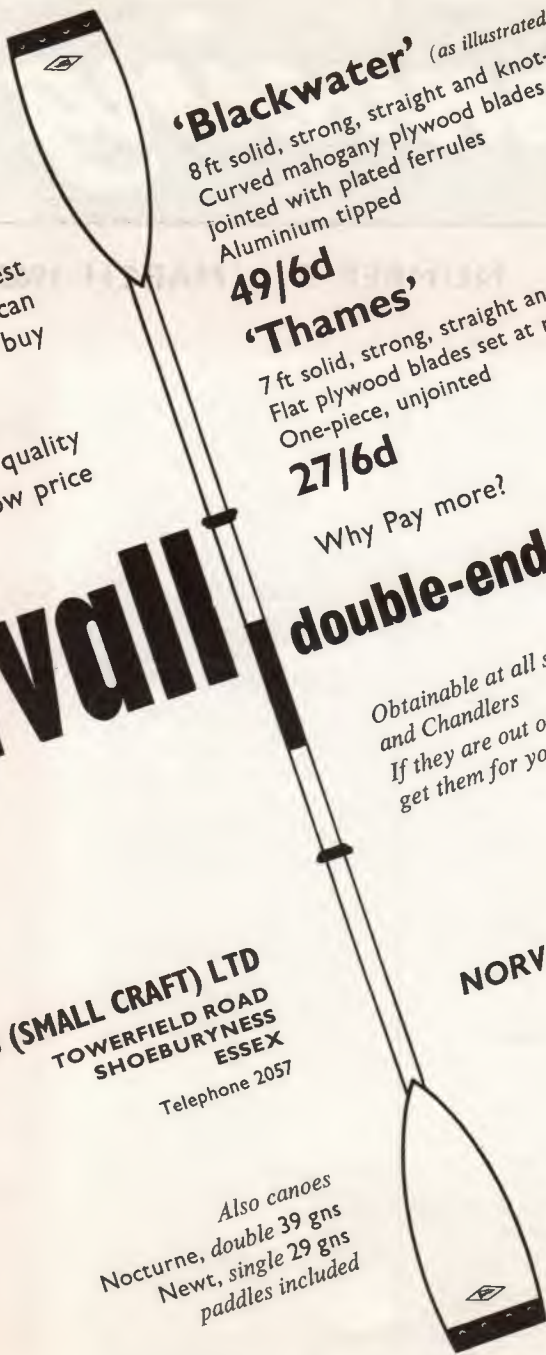 'Blackwater' (as illustrated
8 ft solid, strong, straight and knot-
Curved mahogany plywood blades
jointed with plated ferrules
Aluminium tipped
49/6d
'Thames'
7 ft solid, strong, straight an
Flat plywood blades set at r
One-piece, unjointed
27/6d
Why Pay more?
est
can
buy
quality
ow price
vall
double-end
Obtainable at all s
and Chandlers
If they are out o
get them for yo
NORV
(SMALL CRAFT) LTD
TOWERFIELD ROAD
SHOEBURYNESS
ESSEX
Telephone 2057
Also canoes
Nocturne, double 39 gns
Newt, single 29 gns
paddles included